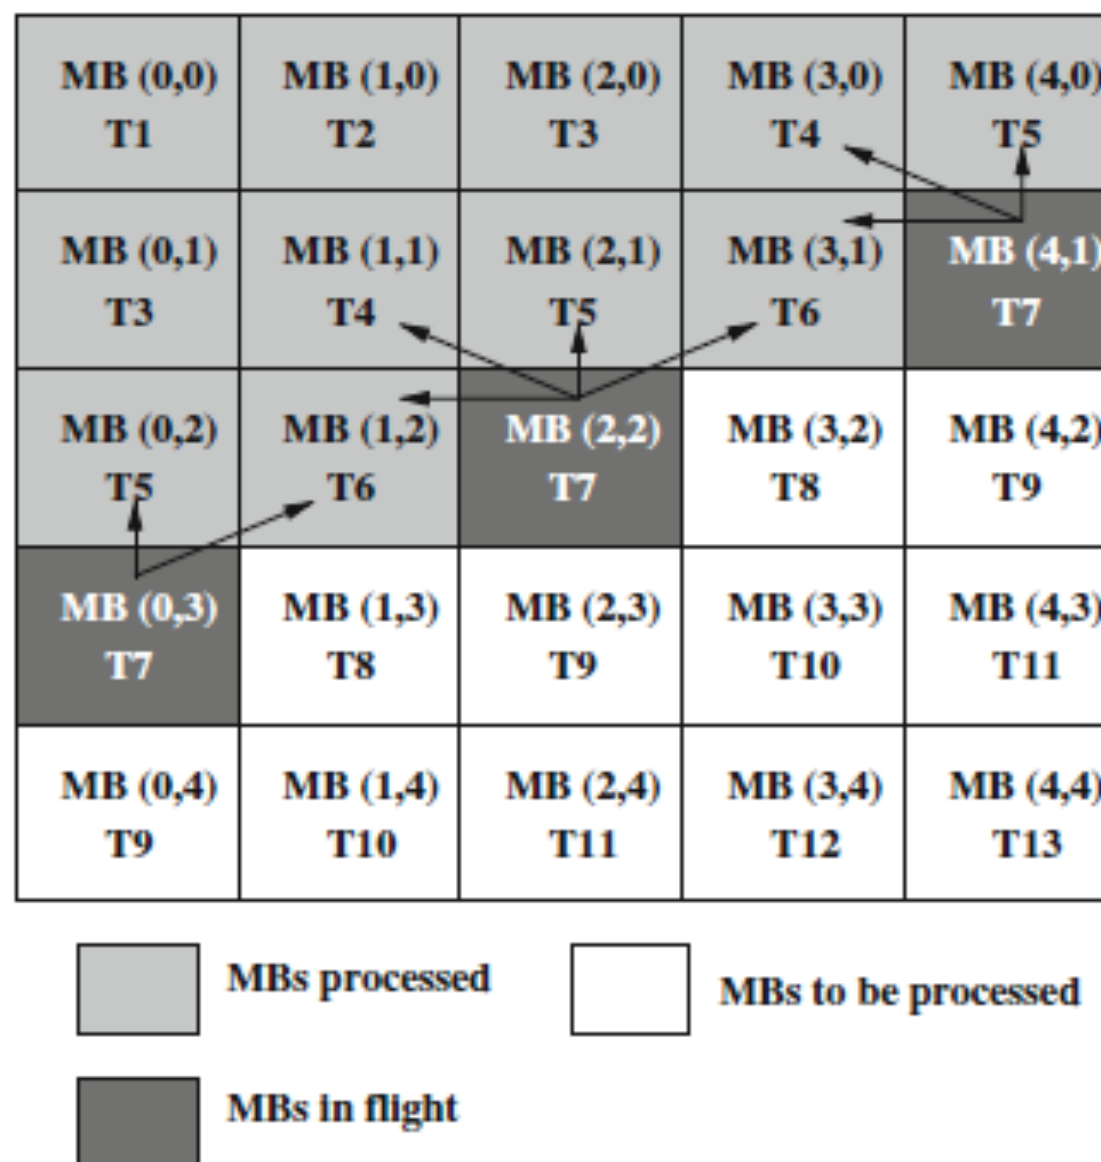 MB (0,0) MB (1,0) MB (2,0) MB (3,0) MB (4,0)
T1 T2 T3 T4 T5
MB (0,1) MB (1,1) MB (2,1) MB (3,1) MB (4,1)
T3 T4 T5 T6 T7
MB (0,2) MB (1,2) MB (2,2) MB (3,2) MB (4,2)
T5 T6 T7 T8 T9
MB (0,3) MB (1,3) MB (2,3) MB (3,3) MB (4,3)
T7 T8 T9 T10 T11
MB (0,4) MB (1,4) MB (2,4) MB (3,4) MB (4,4)
T9 T10 T11 T12 T13
MBs processed
MBs to be processed
MBs in flight